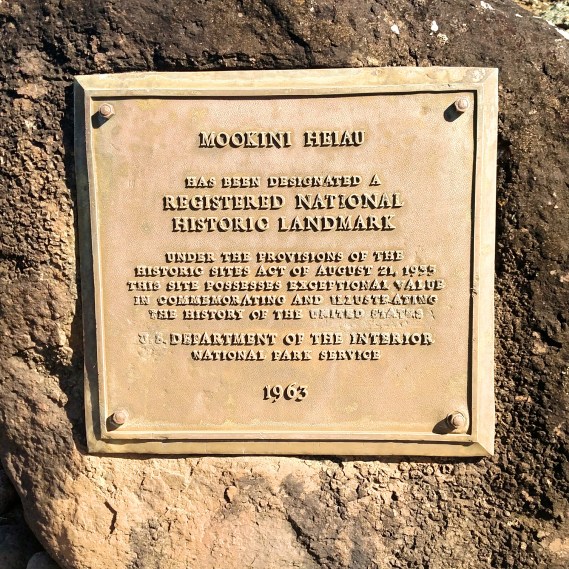 MOOKINI HEIAU
HAS BEEN DESIGNATED A
REGISTERED NATIONAL
HISTORIC LANDMARK
UNDER THE PROVISIONS OF THE
HISTORIC SITES ACT OF AUGUST 21, 1935
THIS SITE POSSESSES EXCEPTIONAL VALUE
IN COMMEMORATING AND ILLUSTRATING
THE HISTORY OF THE UNITED STATES
U.S. DEPARTMENT OF THE INTERIOR
NATIONAL PARK SERVICE
1963